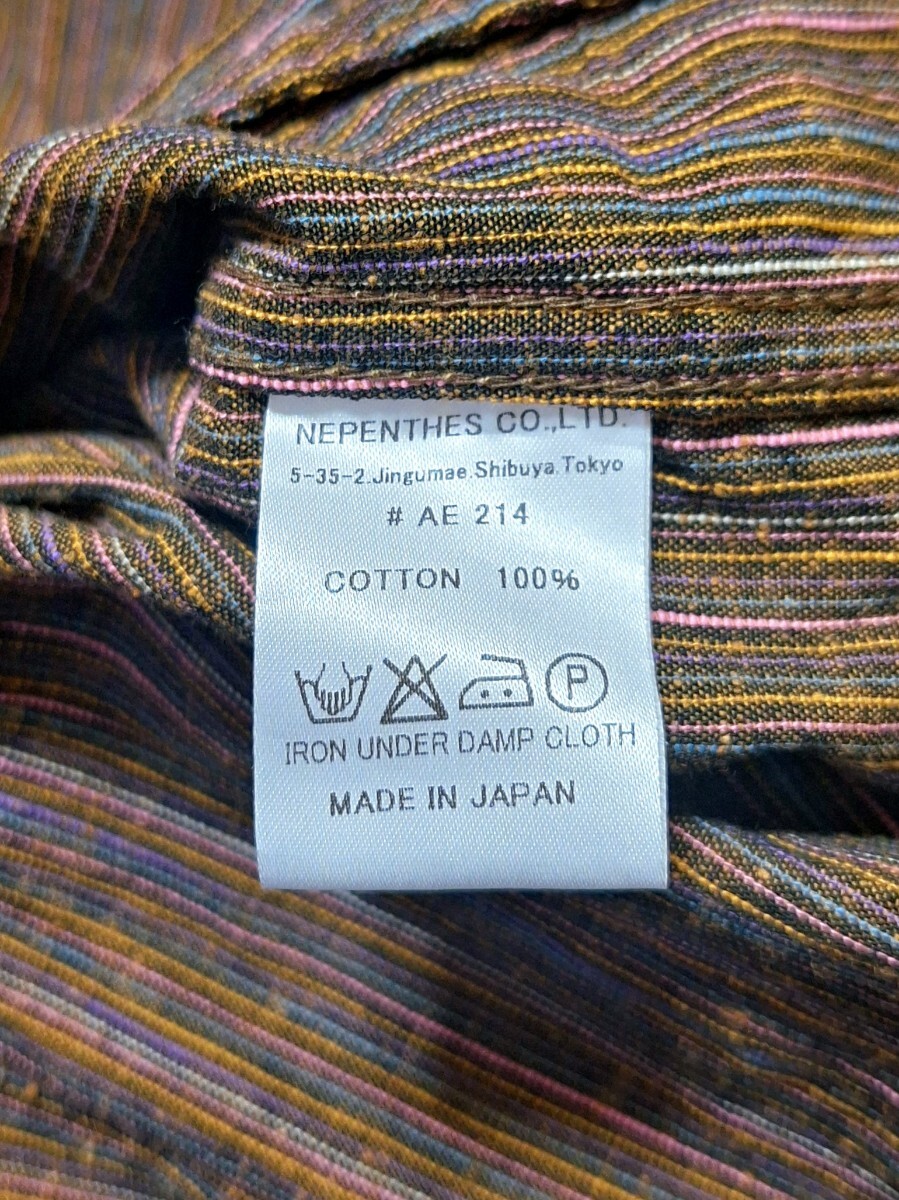 NEPENTHES CO.,LTD.
5-35-2.Jingumae.Shibuya.Tokyo
# AE 214
COTTON 100%
P
IRON UNDER DAMP CLOTH
MADE IN JAPAN